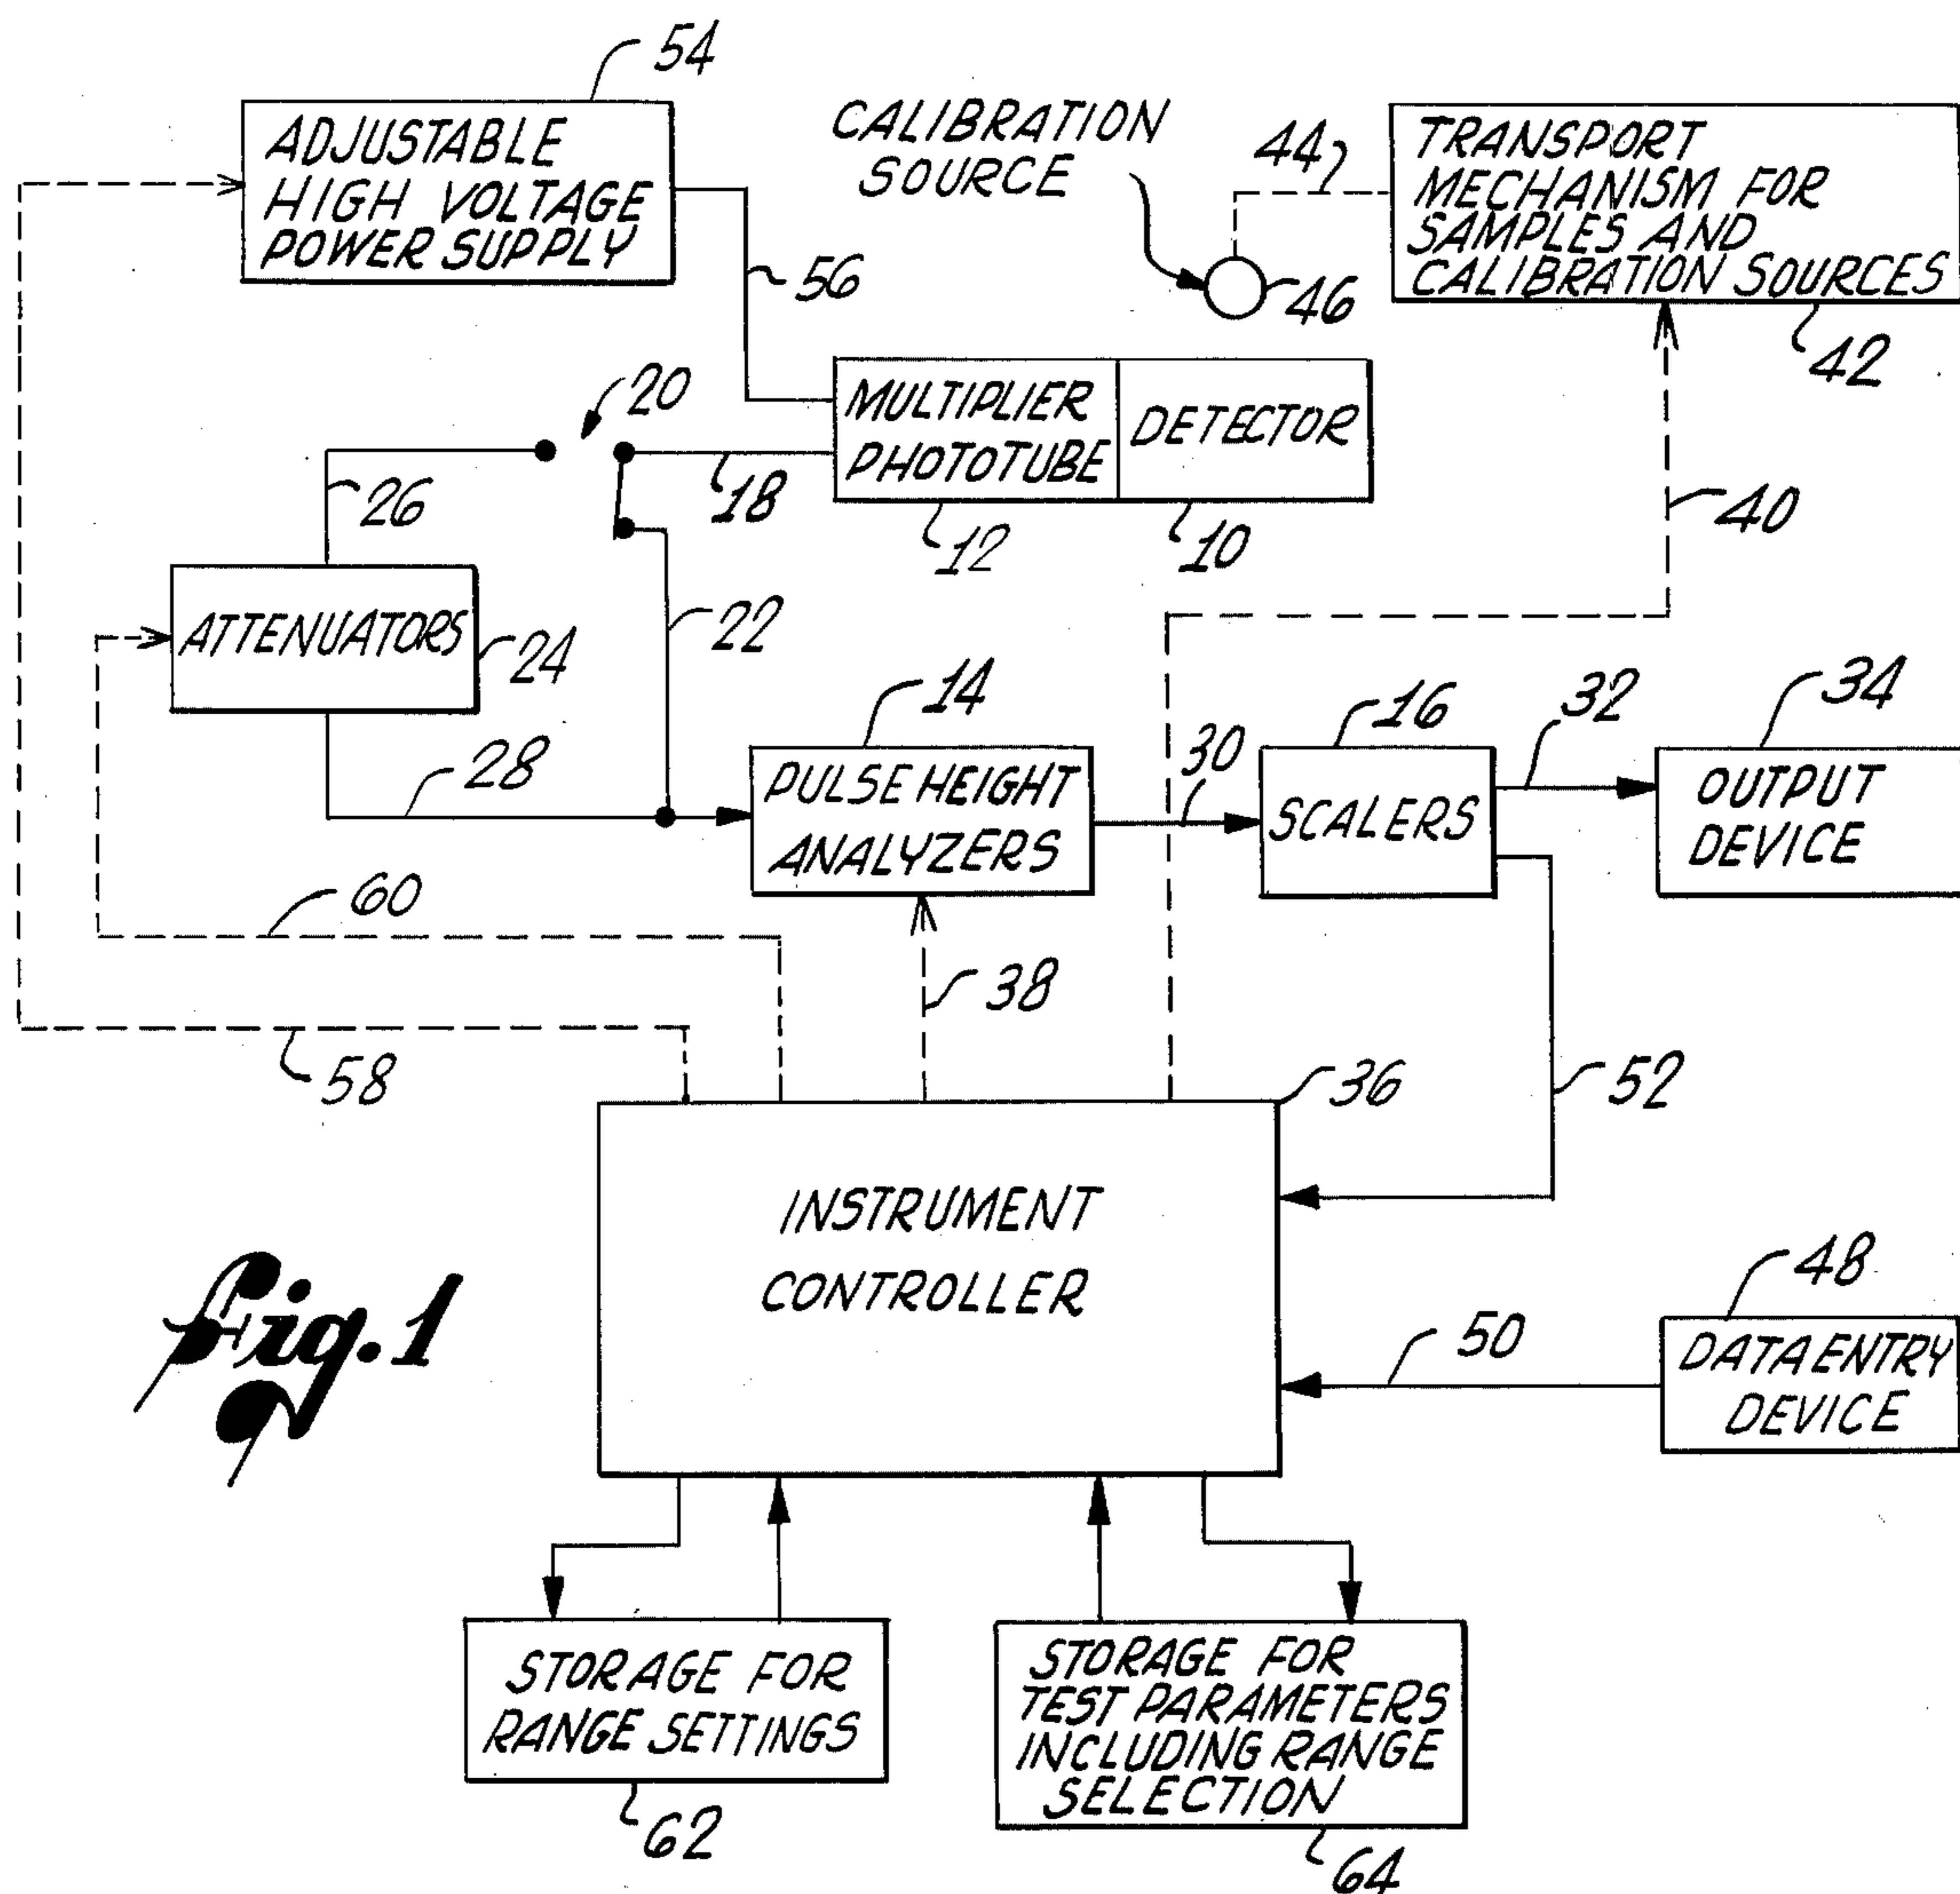 54
ADJUSTABLE
HIGH VOLTAGE
POWER SUPPLY
CALIBRATION
SOURCE
44
TRANSPORT
MECHANISM FOR
SAMPLES AND
CALIBRATION SOURCES
56
46
42
20
MULTIPLIER
PHOTOTUBE
DETECTOR
26
18
12
10
40
ATTENUATORS
24
22
14
16
32
34
28
30
PULSE HEIGHT
ANALYZERS
SCALERS
OUTPUT
DEVICE
60
38
58
36
52
INSTRUMENT
CONTROLLER
48
50
DATA ENTRY
DEVICE
Fig. 1
STORAGE FOR
RANGE SETTINGS
STORAGE FOR
TEST PARAMETERS
INCLUDING RANGE
SELECTION
62
64